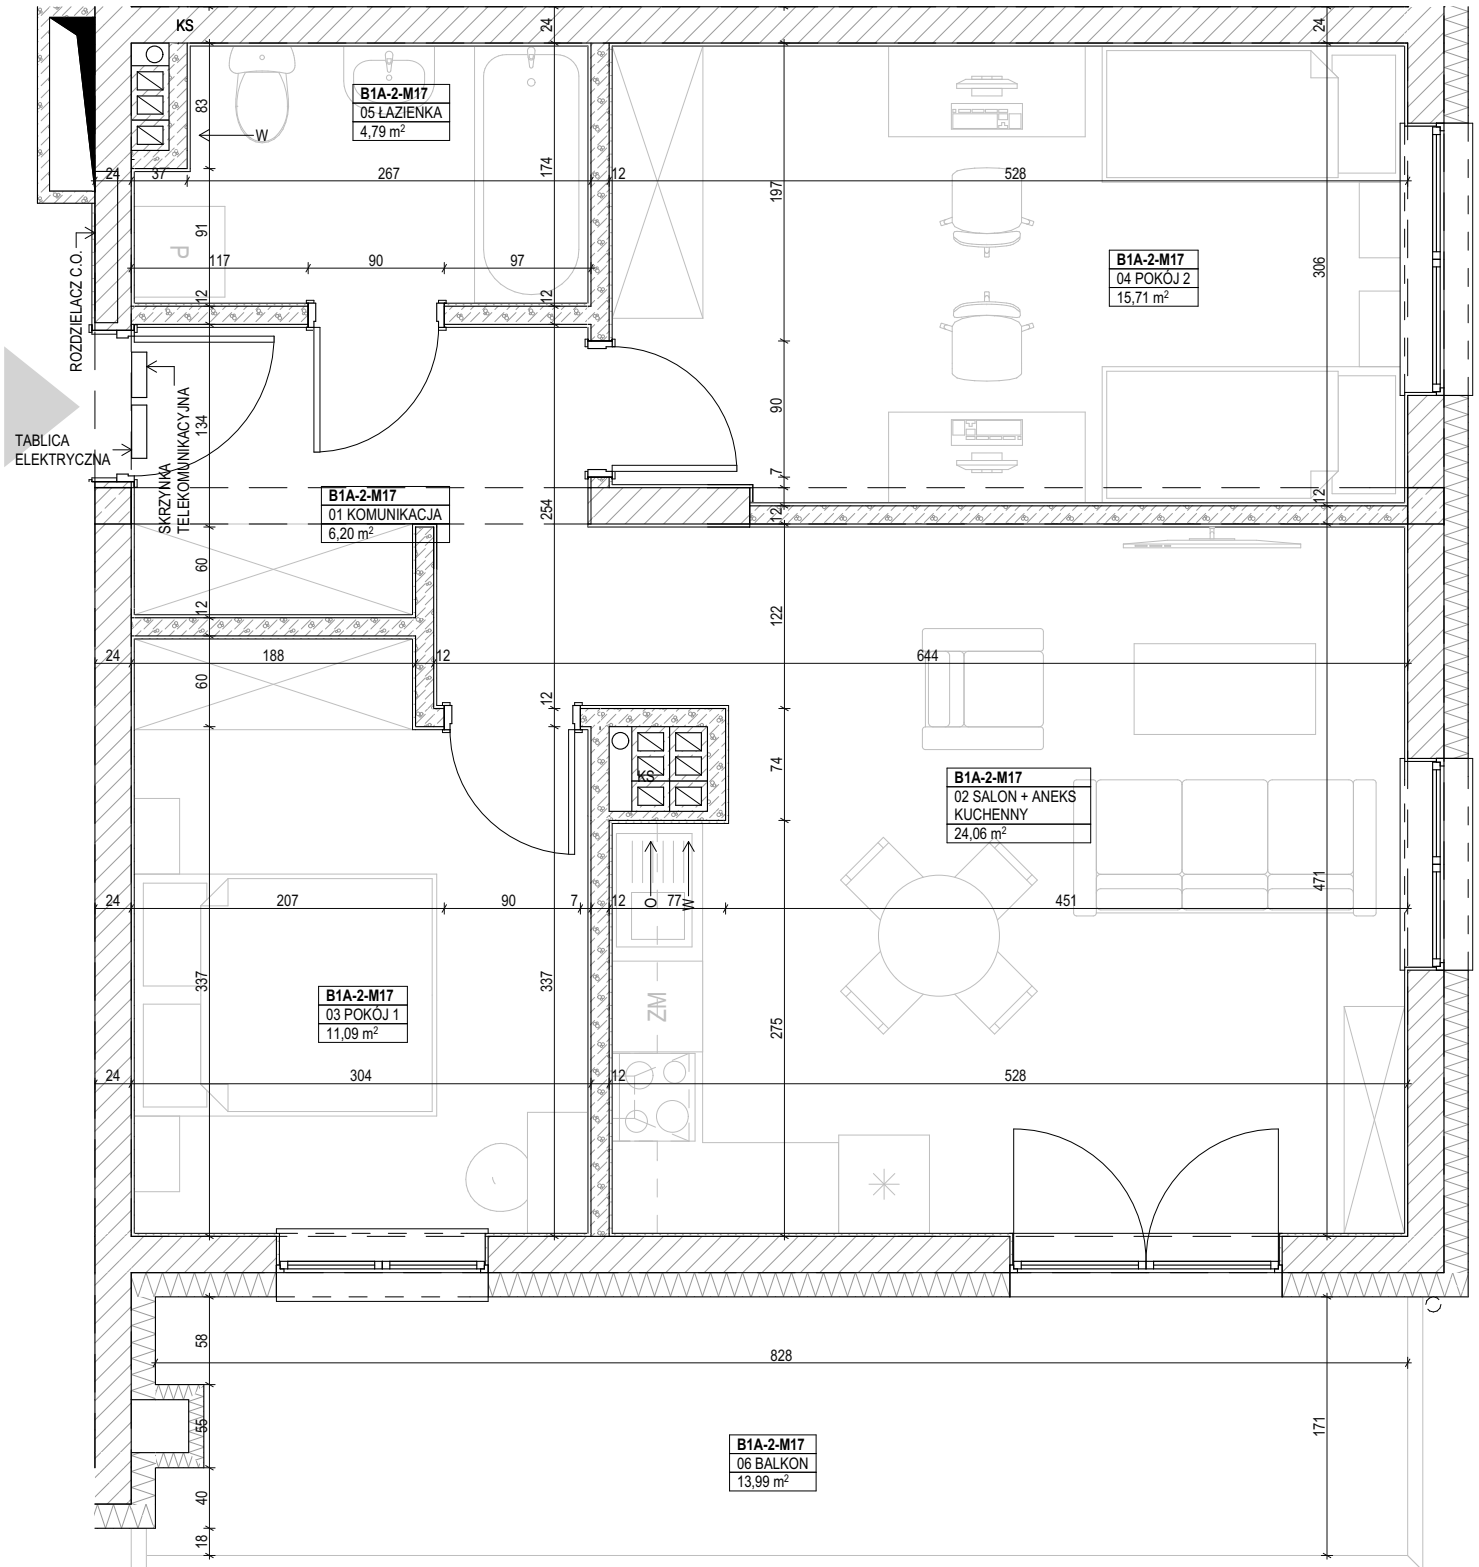 KS
24
24
83
B1A-2-M17
05 ŁAZIENKA
4,79 m²
W
174
24
37
267
12
528
197
91
P
117
90
97
12
12
B1A-2-M17
04 POKÓJ 2
15,71 m²
306
ROZDZIELACZ C.O.
TABLICA
ELEKTRYCZNA
SKRZYNKA
TELEKOMUNIKACYJNA
134
90
7
B1A-2-M17
01 KOMUNIKACJA
6,20 m²
254
12
12
60
12
122
24
188
12
644
60
12
74
KS
B1A-2-M17
02 SALON + ANEKS
KUCHENNY
24,06 m²
471
24
207
90
7
12
77
451
O
W
337
337
ZM
275
B1A-2-M17
03 POKÓJ 1
11,09 m²
24
304
12
528
58
828
55
171
B1A-2-M17
06 BALKON
13,99 m²
40
18